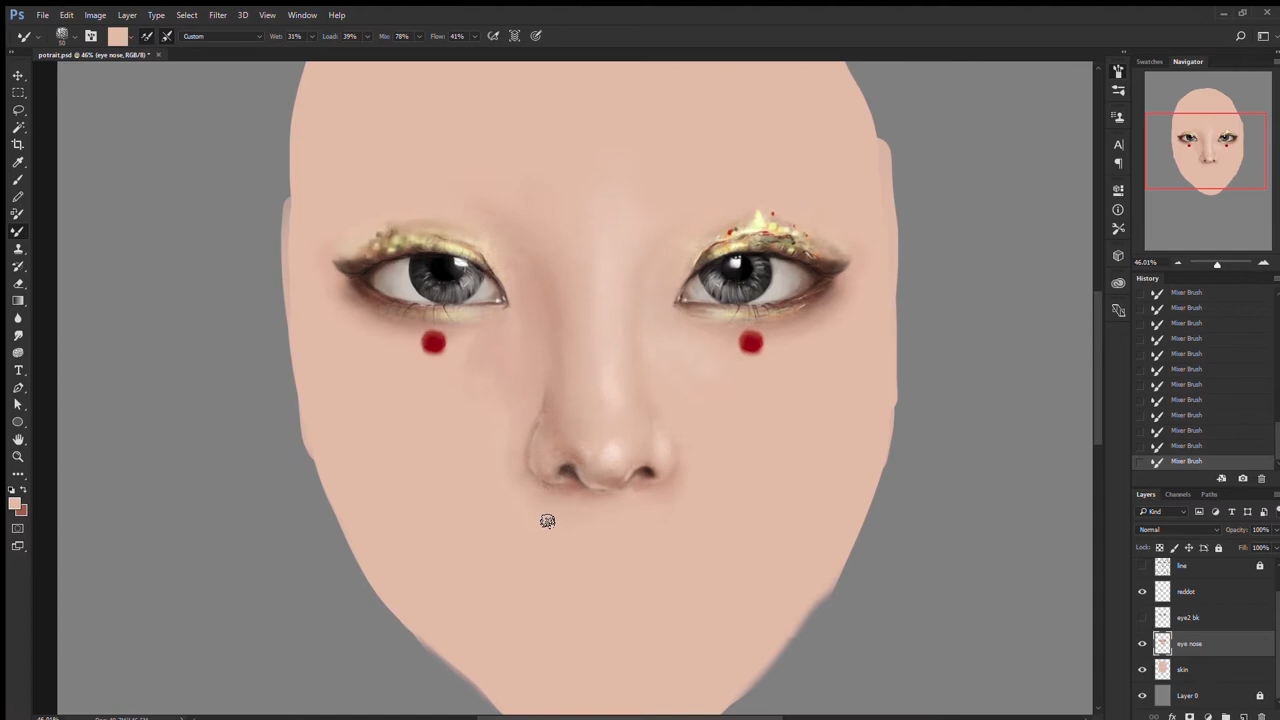 Ps File Edit Image Layer Type Select Filter 3D View Window Help
50 Custom Wet: 31% Load: 39% Mix: 78% Flow: 41%
potrait.psd @ 46% (eye nose, RGB/8) *
Swatches Navigator
46.01%
History
Mixer Brush
Mixer Brush
Mixer Brush
Mixer Brush
Mixer Brush
Mixer Brush
Mixer Brush
Mixer Brush
Mixer Brush
Mixer Brush
Mixer Brush
Mixer Brush
Layers Channels Paths
Kind
Normal Opacity: 100%
Lock: Fill: 100%
line
reddot
eye2 bk
eye nose
skin
Layer 0
fx